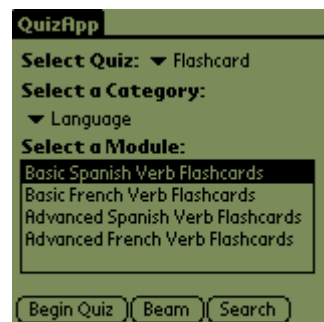 QuizApp
Select Quiz: Flashcard
Select a Category:
Language
Select a Module:
Basic Spanish Verb Flashcards
Basic French Verb Flashcards
Advanced Spanish Verb Flashcards
Advanced French Verb Flashcards
Begin Quiz Beam Search